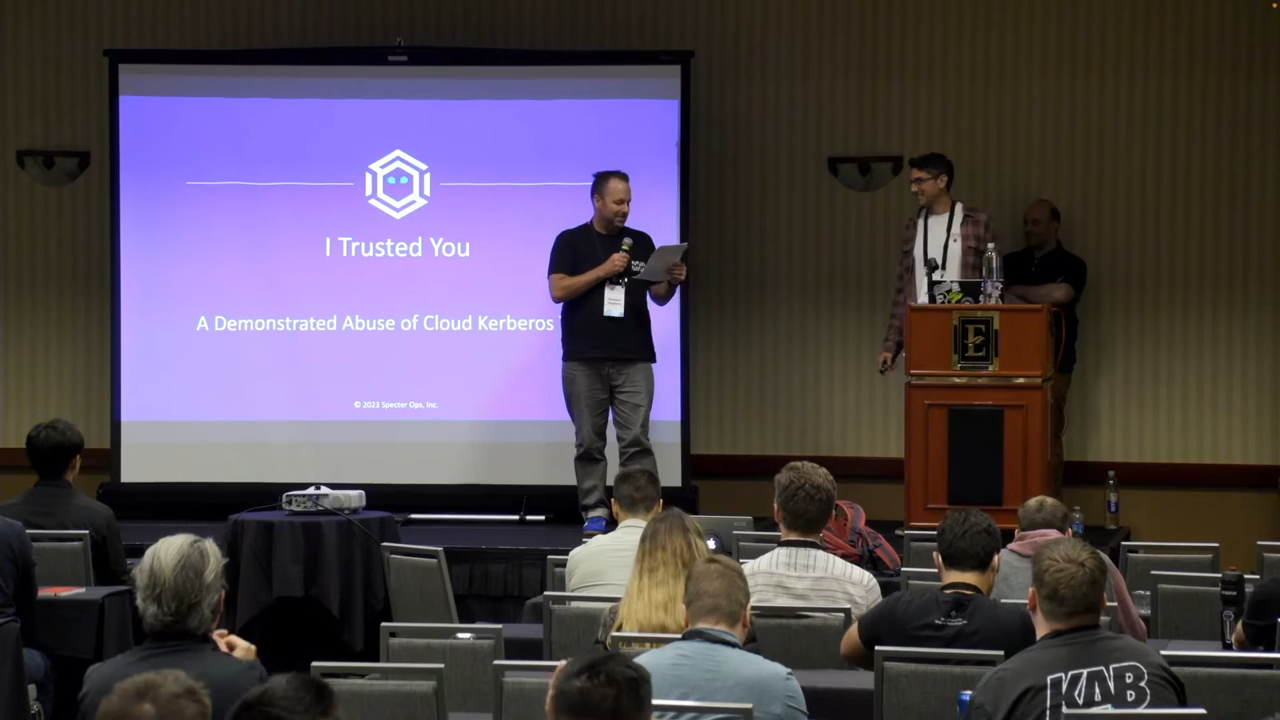 I Trusted You
A Demonstrated Abuse of Cloud Kerberos
© 2023 Specter Ops, Inc.
E
KAB